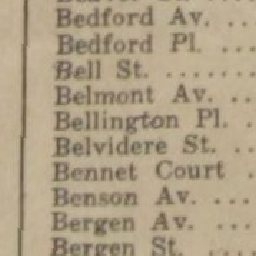 Bedford Av. ...
Bedford Pl. ...
Bell St. ........
Belmont Av. ..
Bellington Pl. .
Belvidere St. ..
Bennet Court .
Benson Av. ...
Bergen Av. ...
Bergen St. ....